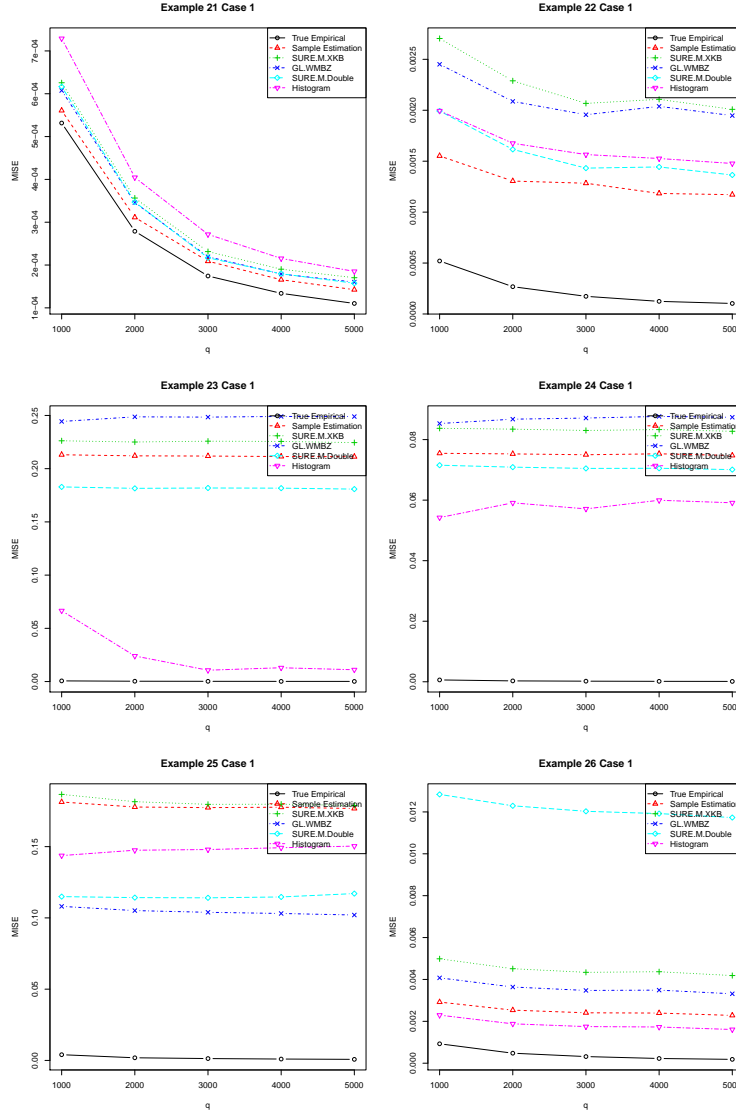 Example 21 Case 1
7e-04
6e-04
5e-04
4e-04
3e-04
2e-04
1e-04
MISE
True Empirical
Sample Estimation
SURE.M.XKB
GL.WMBZ
SURE.M.Double
Histogram
1000 2000 3000 4000 5000
q
Example 22 Case 1
0.0025
0.0020
0.0015
0.0010
0.0005
0.0000
MISE
True Empirical
Sample Estimation
SURE.M.XKB
GL.WMBZ
SURE.M.Double
Histogram
1000 2000 3000 4000 5000
q
Example 23 Case 1
0.25
0.20
0.15
0.10
0.05
0.00
MISE
True Empirical
Sample Estimation
SURE.M.XKB
GL.WMBZ
SURE.M.Double
Histogram
1000 2000 3000 4000 5000
q
Example 24 Case 1
0.08
0.06
0.04
0.02
0.00
MISE
True Empirical
Sample Estimation
SURE.M.XKB
GL.WMBZ
SURE.M.Double
Histogram
1000 2000 3000 4000 5000
q
Example 25 Case 1
0.15
0.10
0.05
0.00
MISE
True Empirical
Sample Estimation
SURE.M.XKB
GL.WMBZ
SURE.M.Double
Histogram
1000 2000 3000 4000 5000
q
Example 26 Case 1
0.012
0.010
0.008
0.006
0.004
0.002
0.000
MISE
True Empirical
Sample Estimation
SURE.M.XKB
GL.WMBZ
SURE.M.Double
Histogram
1000 2000 3000 4000 5000
q